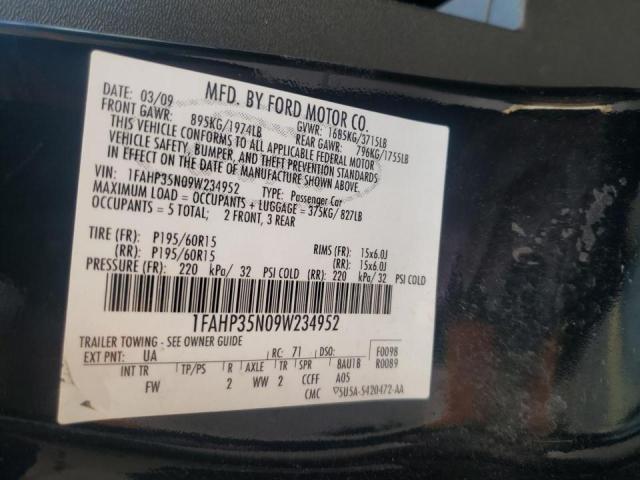 MFD. BY FORD MOTOR CO.
DATE: 03/09
FRONT GAWR: 895KG/1974LB
GVWR: 1685KG/3715LB
REAR GAWR: 796KG/1755LB
THIS VEHICLE CONFORMS TO ALL APPLICABLE FEDERAL MOTOR
VEHICLE SAFETY, BUMPER, AND THEFT PREVENTION STANDARDS
IN EFFECT ON THE DATE OF MANUFACTURE SHOWN ABOVE.
VIN: 1FAHP35N09W234952 TYPE: Passenger Car
MAXIMUM LOAD = OCCUPANTS + LUGGAGE = 375KG/ 827LB
OCCUPANTS = 5 TOTAL; 2 FRONT, 3 REAR
TIRE (FR): P195/60R15 RIMS (FR): 15x6.0J
(RR): P195/60R15 (RR): 15x6.0J
PRESSURE (FR): 220 kPa/ 32 PSI COLD (RR): 220 kPa/ 32 PSI COLD
1FAHP35N09W234952
TRAILER TOWING - SEE OWNER GUIDE
EXT PNT: UA RC: 71 DSO: F0098
R0089
INT TR TP/PS R AXLE TR SPR BAU1B
FW 2 WW 2 CCFF A05
CMC 5U5A-5420472-AA